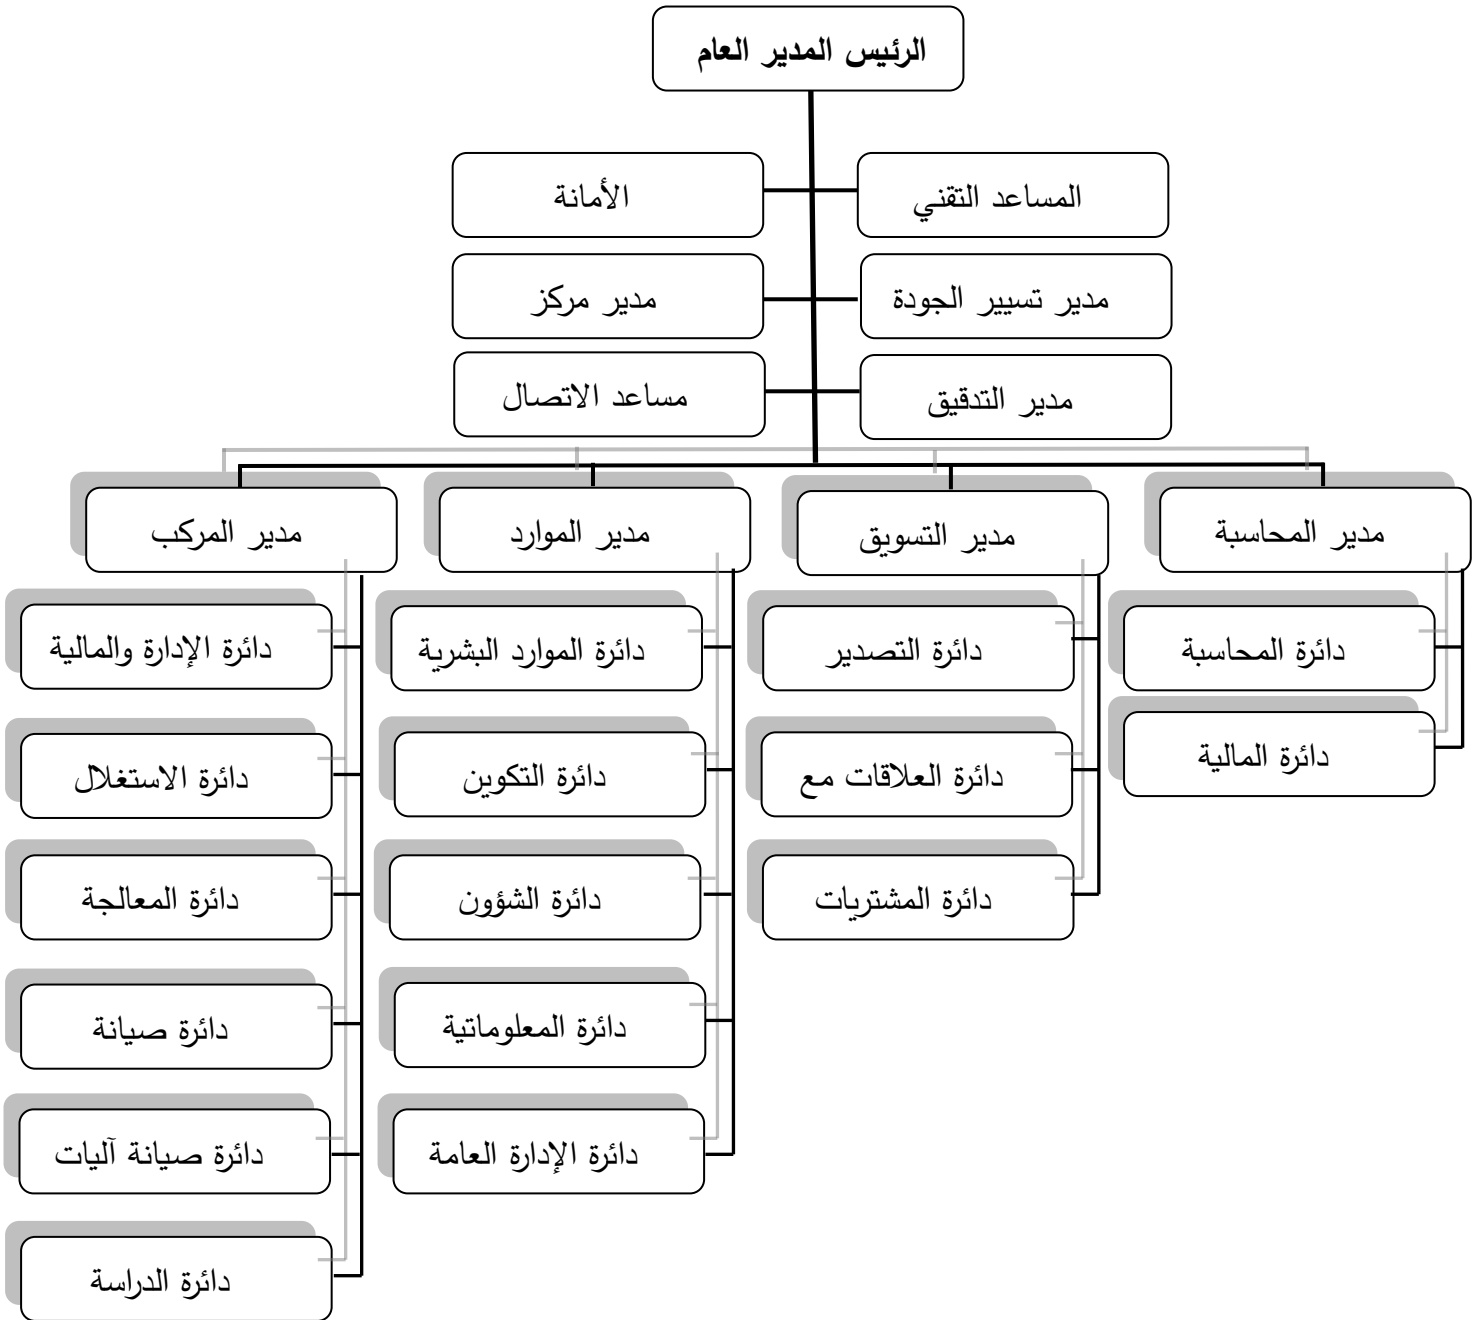 الرئيس المدير العام
المساعد التقني
الأمانة
مدير تسيير الجودة
مدير مركز
مدير التدقيق
مساعد الاتصال
مدير المحاسبة
مدير التسويق
مدير الموارد
مدير المركب
دائرة المحاسبة
دائرة التصدير
دائرة الموارد البشرية
دائرة الإدارة والمالية
دائرة المالية
دائرة العلاقات مع
دائرة التكوين
دائرة الاستغلال
دائرة المشتريات
دائرة الشؤون
دائرة المعالجة
دائرة المعلوماتية
دائرة صيانة
دائرة الإدارة العامة
دائرة صيانة آليات
دائرة الدراسة